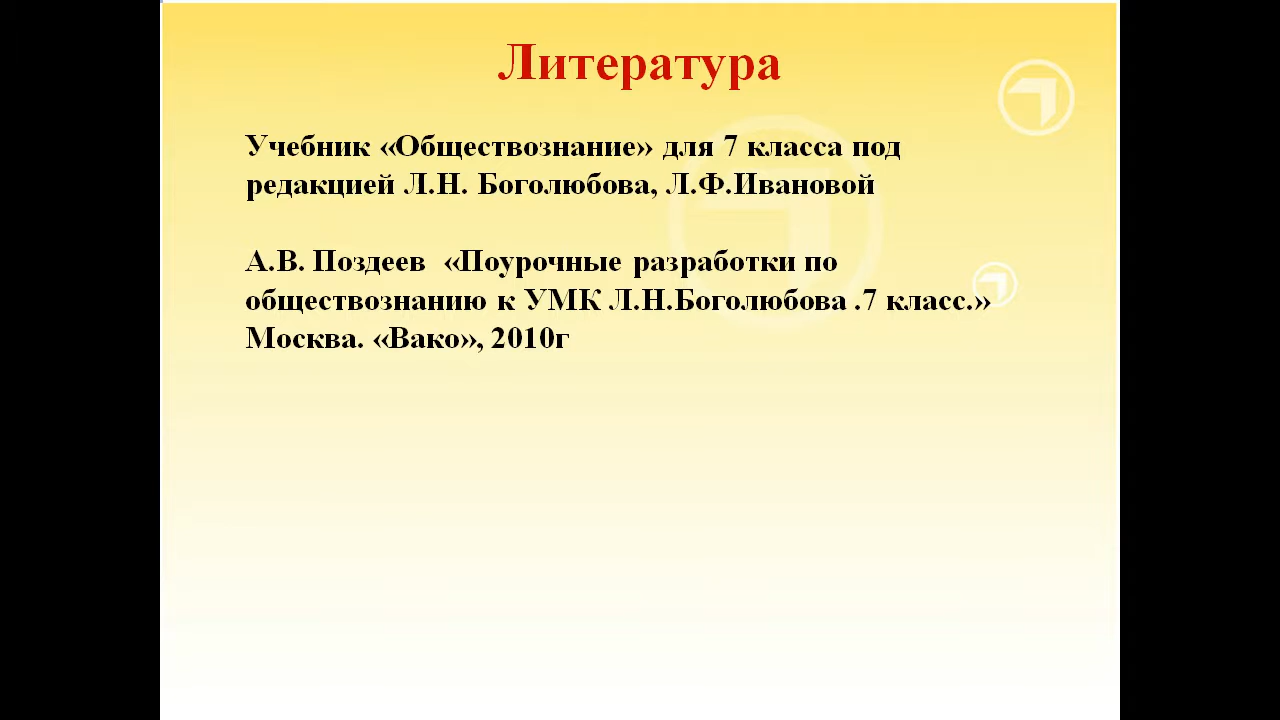 Литература
Учебник «Обществознание» для 7 класса под
редакцией Л.Н. Боголюбова, Л.Ф.Ивановой
А.В. Поздеев  «Поурочные разработки по
обществознанию к УМК Л.Н.Боголюбова .7 класс.»
Москва. «Вако», 2010г